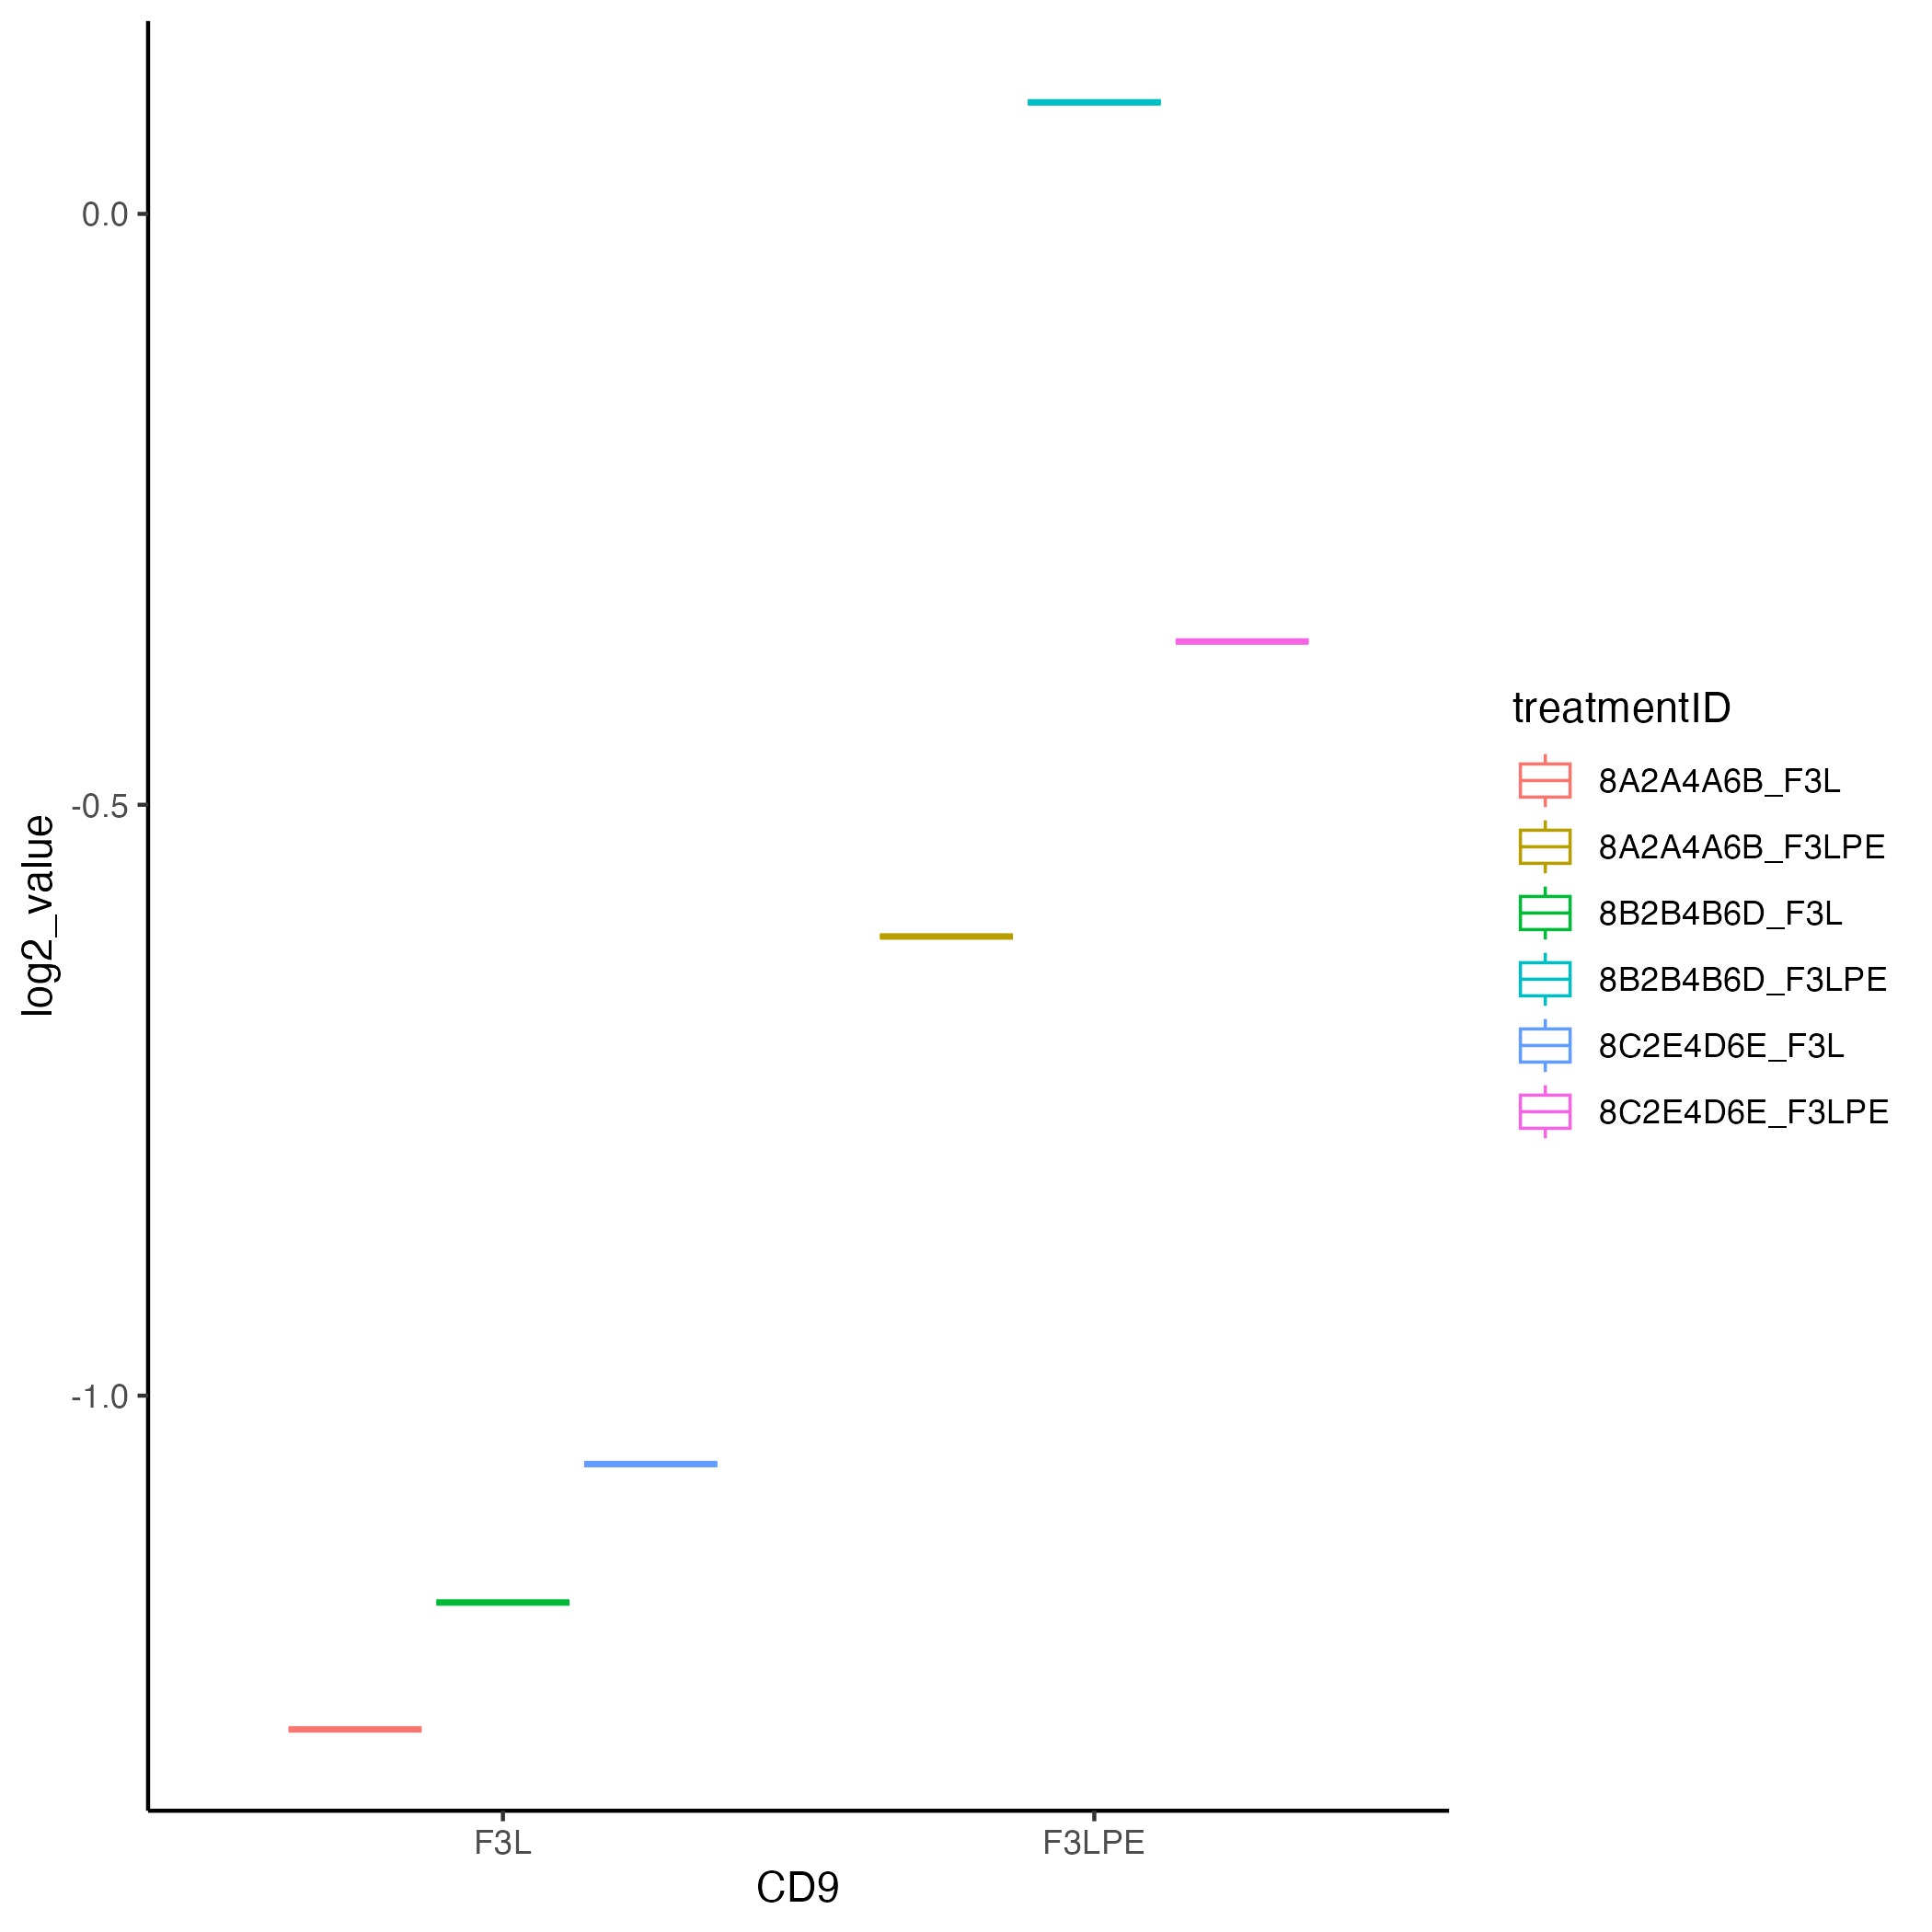 0.0
-0.5
-1.0
log2_value
F3L
F3LPE
CD9
treatmentID
8A2A4A6B_F3L
8A2A4A6B_F3LPE
8B2B4B6D_F3L
8B2B4B6D_F3LPE
8C2E4D6E_F3L
8C2E4D6E_F3LPE